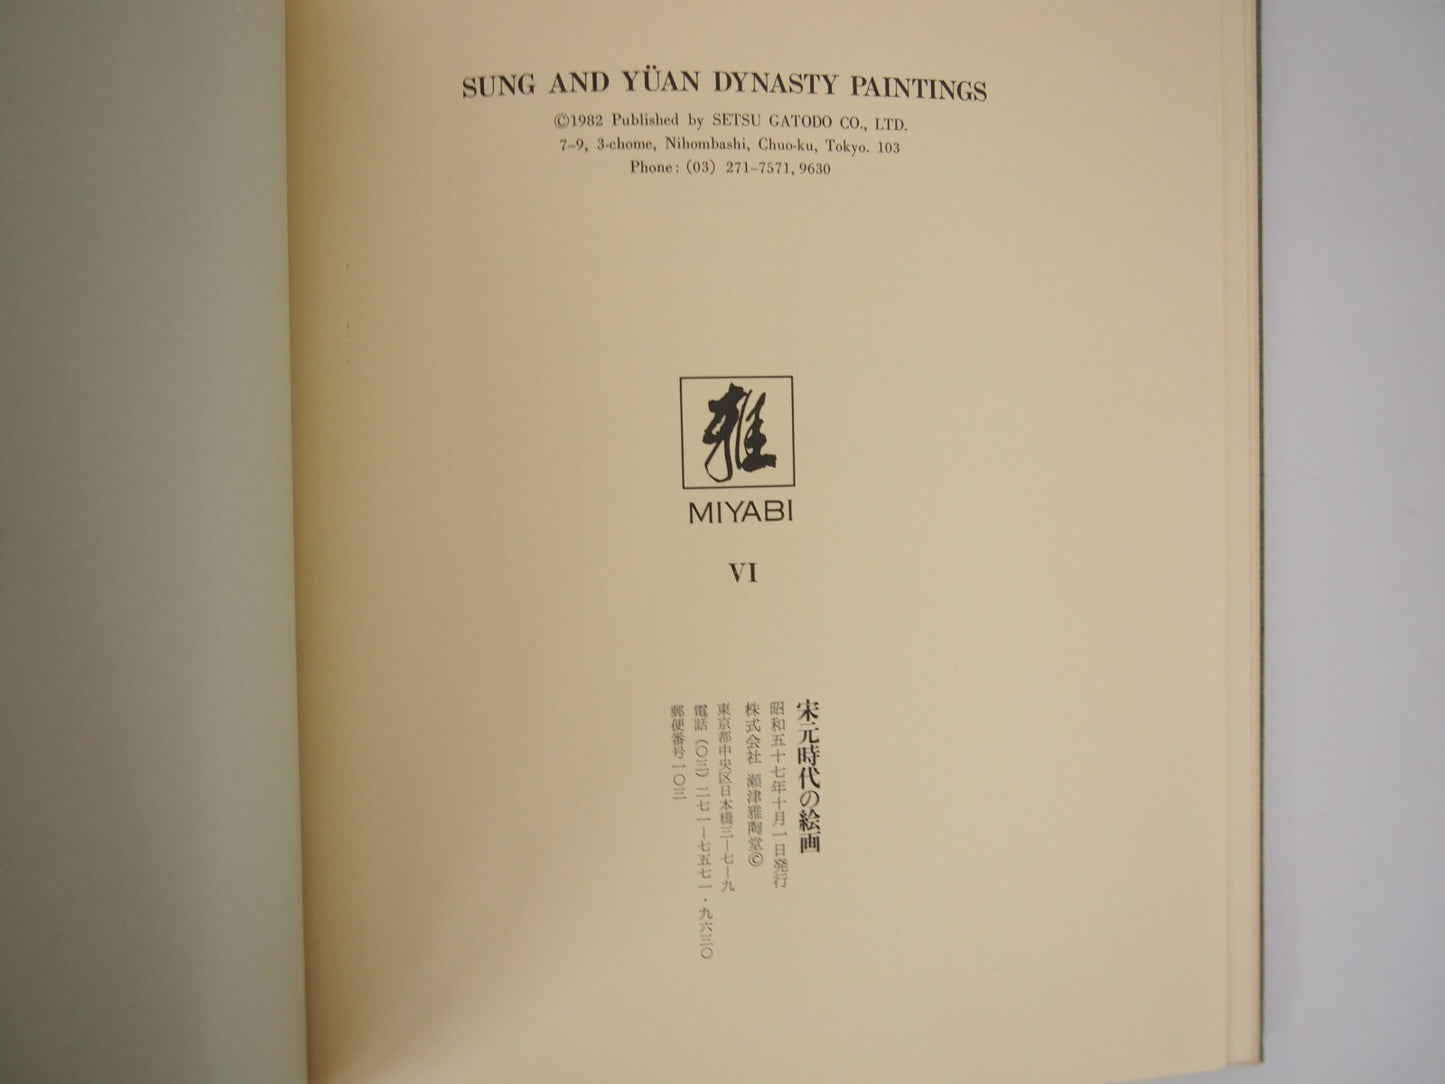 SUNG AND YÜAN DYNASTY PAINTINGS
©1982 Published by SETSU GATODO CO., LTD.
7–9, 3-chome, Nihombashi, Chuo-ku, Tokyo. 103
Phone: (03) 271–7571, 9630
雅
MIYABI
VI
宋元時代の絵画
昭和五十七年十月一日発行
株式会社 瀬津雅陶堂©
東京都中央区日本橋三ー七ー九
電話(〇三)二七一ー七五七一・九六三〇
郵便番号一〇三